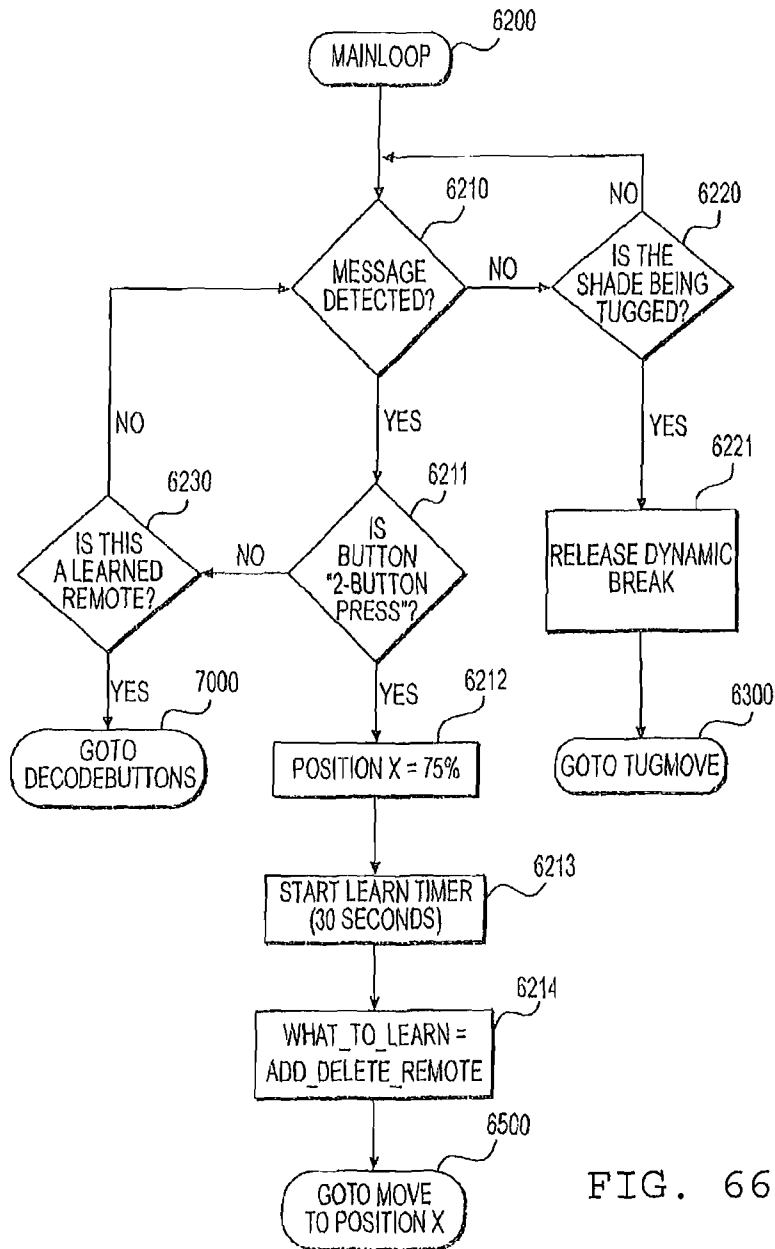 6200
MAINLOOP
6210
NO
6220
MESSAGE
DETECTED?
NO
IS THE
SHADE BEING
TUGGED?
NO
YES
YES
6230
6211
6221
IS THIS
A LEARNED
REMOTE?
NO
IS
BUTTON
"2-BUTTON
PRESS"?
RELEASE DYNAMIC
BREAK
YES
7000
YES
6212
6300
GOTO
DECODEBUTTONS
POSITION X = 75%
GOTO TUGMOVE
6213
START LEARN TIMER
(30 SECONDS)
6214
WHAT_TO_LEARN =
ADD_DELETE_REMOTE
6500
GOTO MOVE
TO POSITION X
FIG. 66